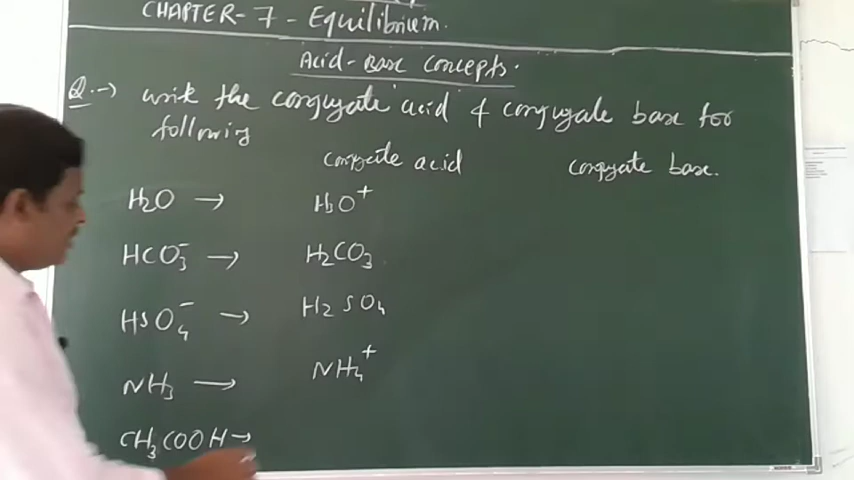 CHAPTER-7-Equilibrium.
Acid-Base Concepts.
Q.→ write the conjugate acid & conjugate base for
following
conjugate acid conjugate base.
H₂O → H₃O⁺
HCO₃⁻ → H₂CO₃
HSO₄⁻ → H₂SO₄
NH₃ → NH₄⁺
CH₃COOH →